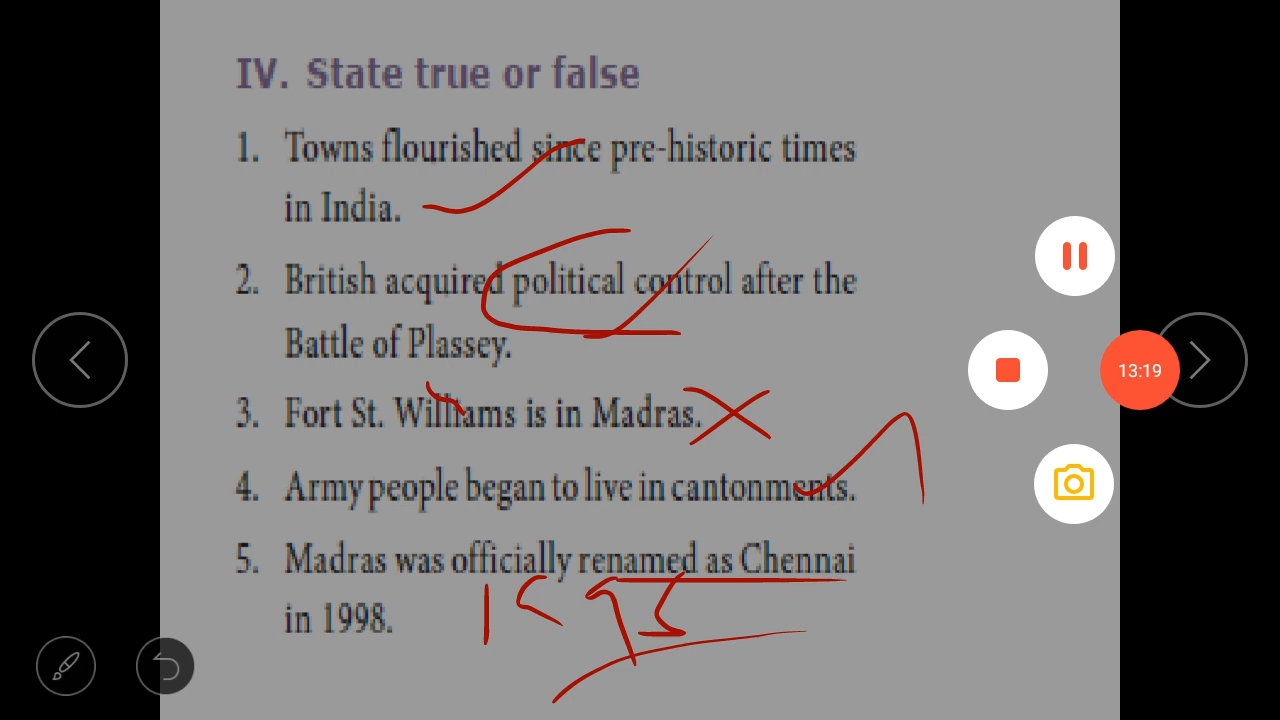 IV. State true or false
1. Towns flourished since pre-historic times
in India.
2. British acquired political control after the
Battle of Plassey.
3. Fort St. Williams is in Madras.
4. Army people began to live in cantonments.
5. Madras was officially renamed as Chennai
in 1998.
13:19